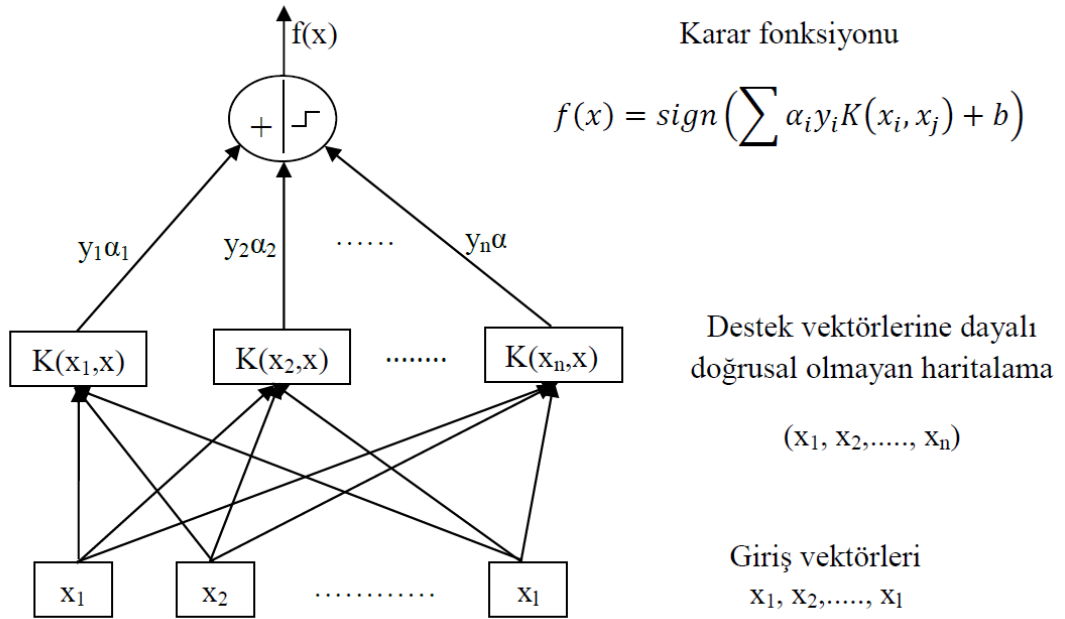 f(x)
Karar fonksiyonu
f(x) = sign(∑ αᵢyᵢK(xᵢ, xⱼ) + b)
+
y₁α₁
y₂α₂
......
yₙα
K(x₁,x)
K(x₂,x)
........
K(xₙ,x)
Destek vektörlerine dayalı
doğrusal olmayan haritalama
(x₁, x₂,....., xₙ)
x₁
x₂
............
xₗ
Giriş vektörleri
x₁, x₂,....., xₗ